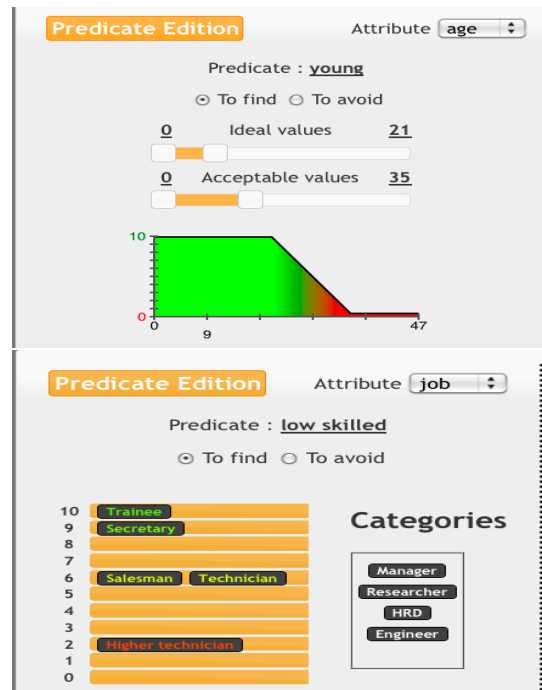 Predicate Edition Attribute age
Predicate : young
To find To avoid
0 Ideal values 21
0 Acceptable values 35
10
0
0 9 47
Predicate Edition Attribute job
Predicate : low skilled
To find To avoid
10 Trainee
9 Secretary
8
7
6 Salesman Technician
5
4
3
2 Higher technician
1
0
Categories
Manager
Researcher
HRD
Engineer